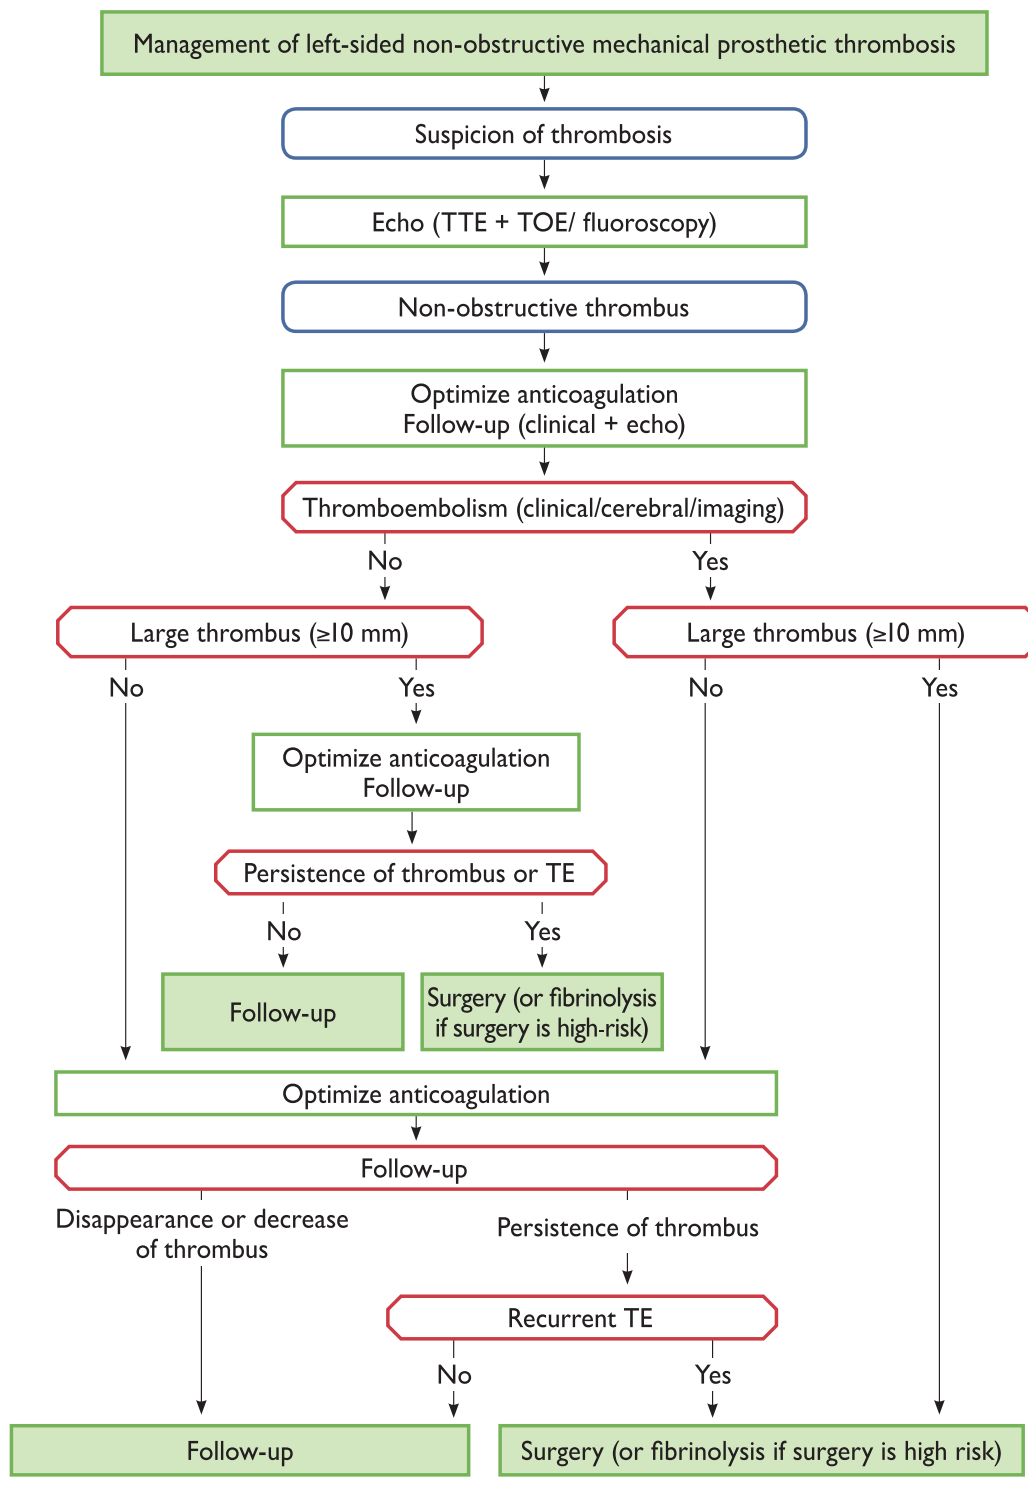 Management of left-sided non-obstructive mechanical prosthetic thrombosis
Suspicion of thrombosis
Echo (TTE + TOE/ fluoroscopy)
Non-obstructive thrombus
Optimize anticoagulation
Follow-up (clinical + echo)
Thromboembolism (clinical/cerebral/imaging)
No
Yes
Large thrombus (≥10 mm)
Large thrombus (≥10 mm)
No
Yes
No
Yes
Optimize anticoagulation
Follow-up
Persistence of thrombus or TE
No
Yes
Follow-up
Surgery (or fibrinolysis
if surgery is high-risk)
Optimize anticoagulation
Follow-up
Disappearance or decrease
of thrombus
Persistence of thrombus
Recurrent TE
No
Yes
Follow-up
Surgery (or fibrinolysis if surgery is high risk)